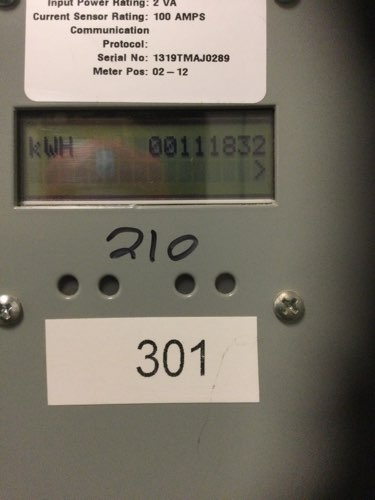 Input Power Rating: 2 VA
Current Sensor Rating: 100 AMPS
Communication
Protocol:
Serial No: 1319TMAJ0289
Meter Pos: 02-12
kWH 00111832
>
210
301